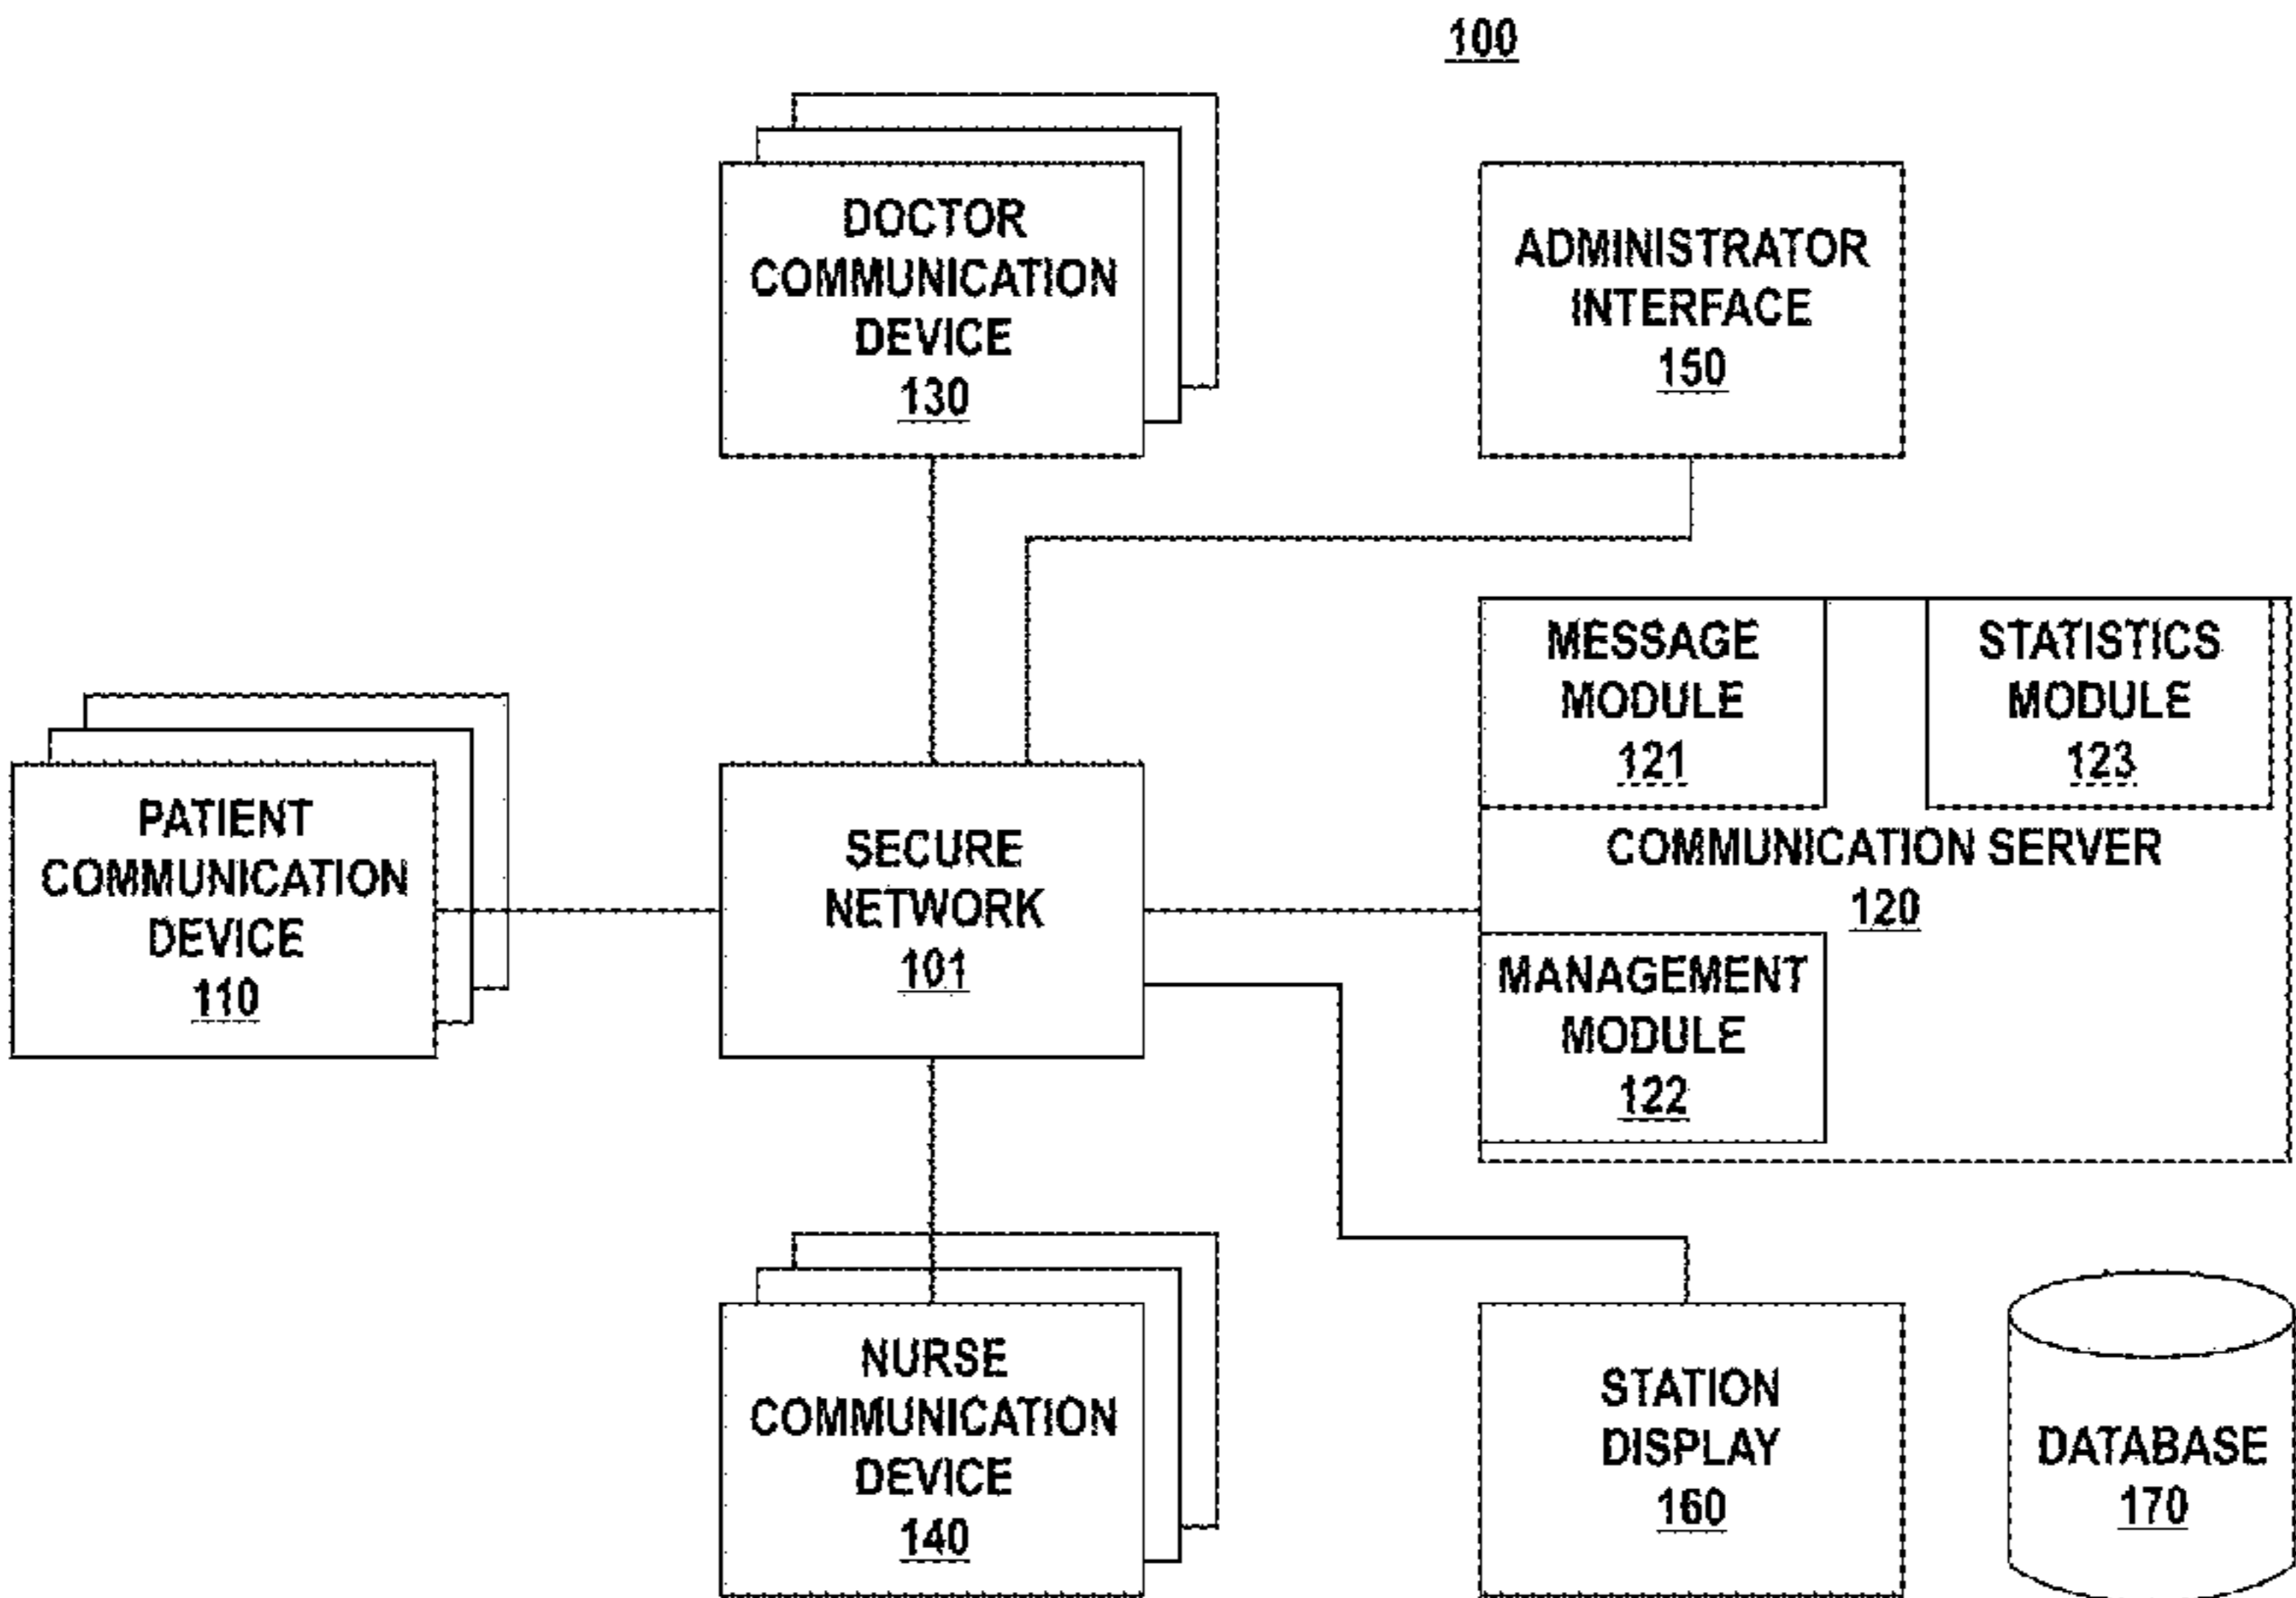 100
DOCTOR
COMMUNICATION
DEVICE
130
ADMINISTRATOR
INTERFACE
150
PATIENT
COMMUNICATION
DEVICE
110
SECURE
NETWORK
101
MESSAGE
MODULE
121
STATISTICS
MODULE
123
COMMUNICATION SERVER
120
MANAGEMENT
MODULE
122
NURSE
COMMUNICATION
DEVICE
140
STATION
DISPLAY
160
DATABASE
170